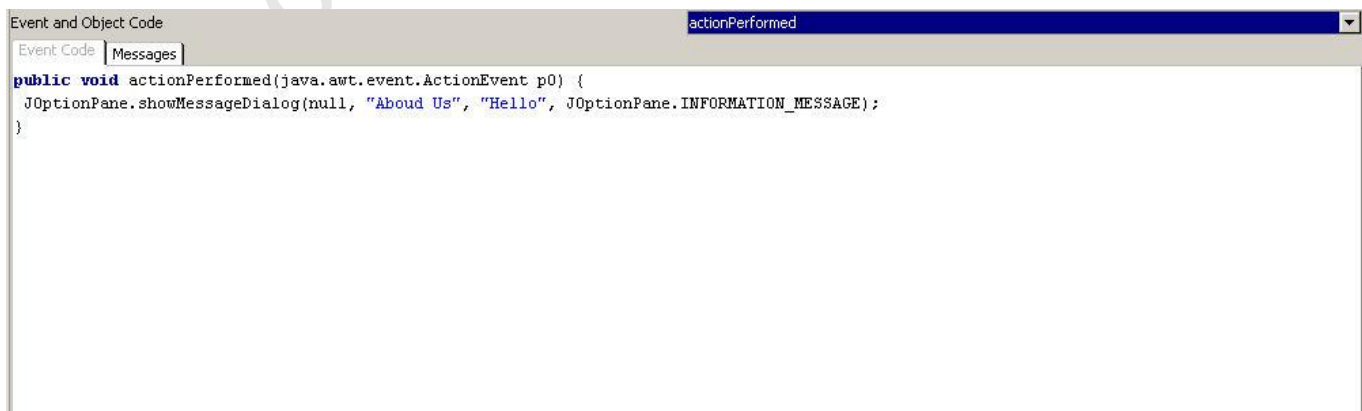 Event and Object Code actionPerformed
Event Code Messages
public void actionPerformed(java.awt.event.ActionEvent p0) {
JOptionPane.showMessageDialog(null, "Aboud Us", "Hello", JOptionPane.INFORMATION_MESSAGE);
}